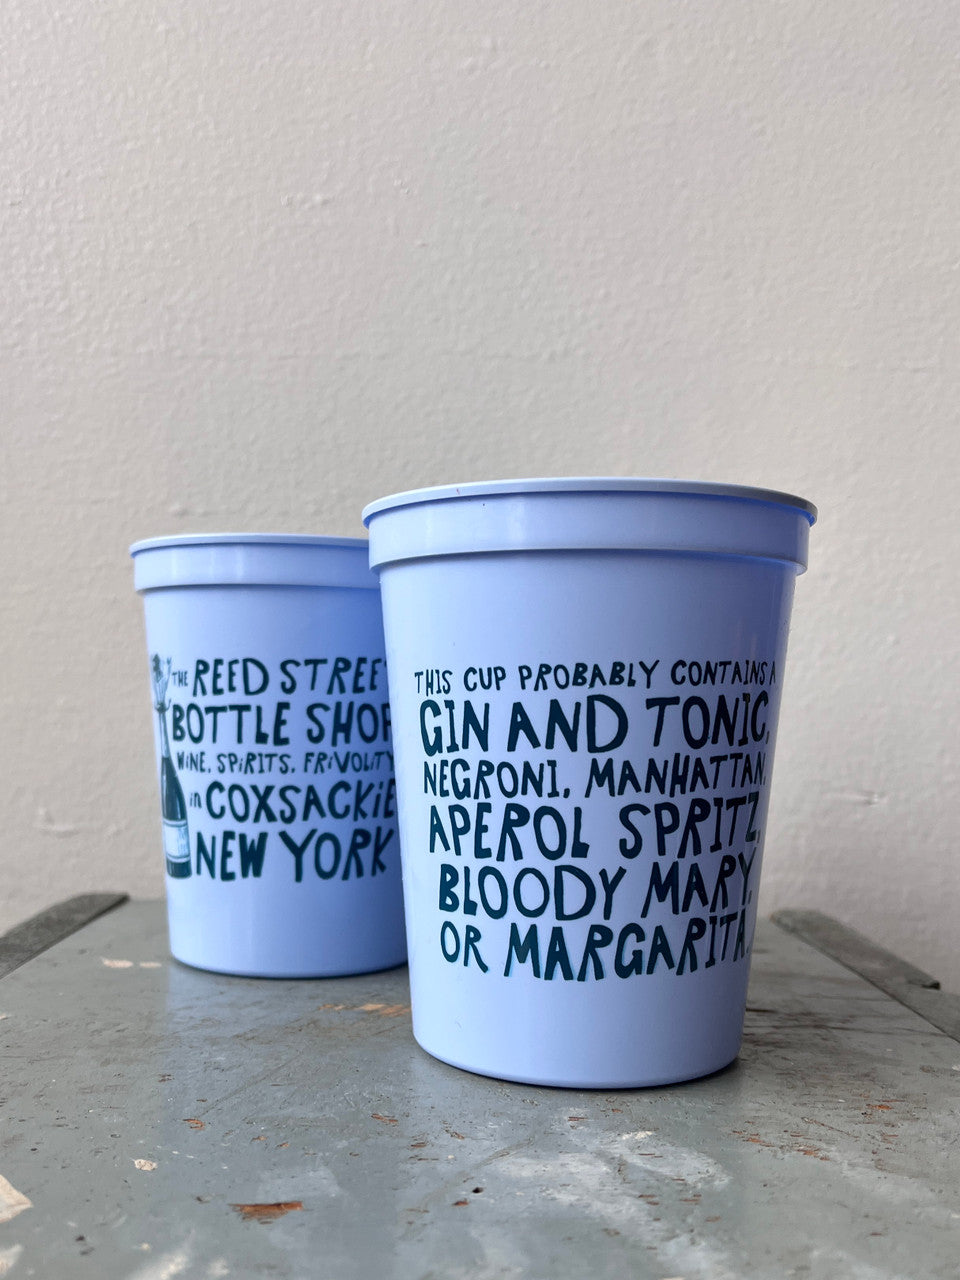 THE REED STREET
BOTTLE SHOP
WINE, SPIRITS, FRIVOLITY
in COXSACKIE
NEW YORK
THIS CUP PROBABLY CONTAINS A
GIN AND TONIC,
NEGRONI, MANHATTAN,
APEROL SPRITZ,
BLOODY MARY,
OR MARGARITA.